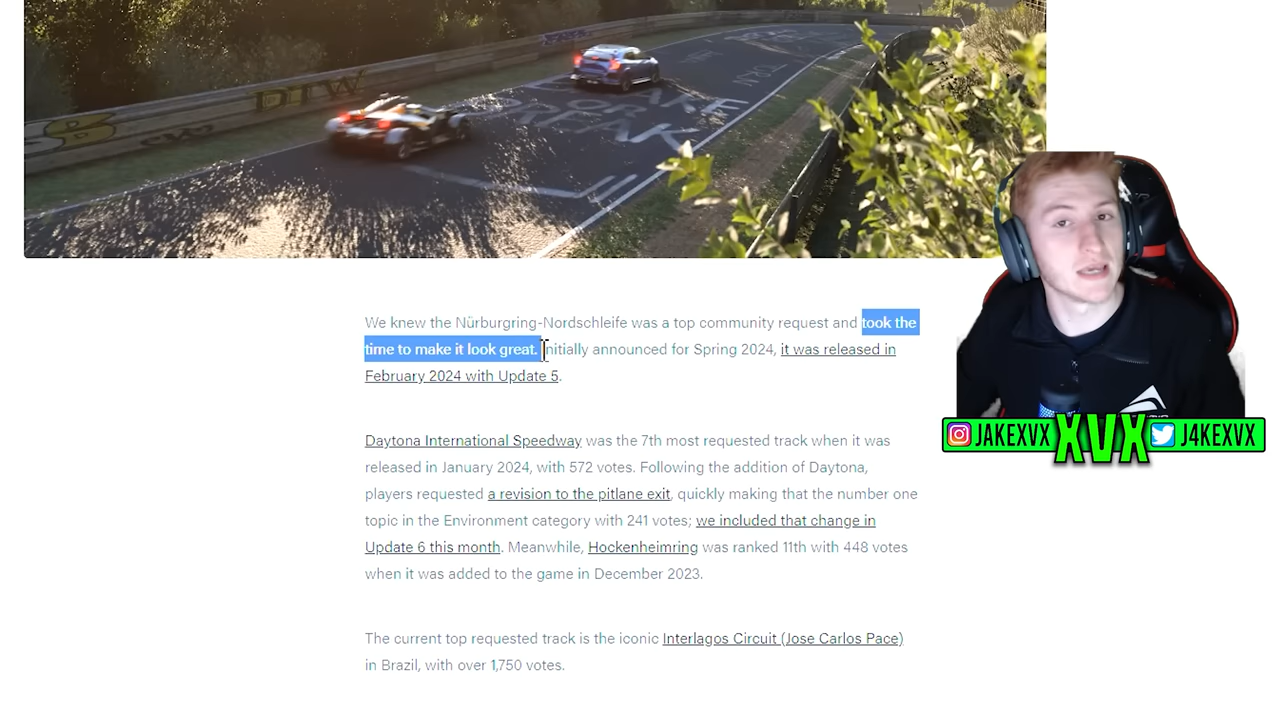 BTW
We knew the Nürburgring-Nordschleife was a top community request and took the
time to make it look great. Initially announced for Spring 2024, it was released in
February 2024 with Update 5.
Daytona International Speedway was the 7th most requested track when it was
released in January 2024, with 572 votes. Following the addition of Daytona,
players requested a revision to the pitlane exit, quickly making that the number one
topic in the Environment category with 241 votes; we included that change in
Update 6 this month. Meanwhile, Hockenheimring was ranked 11th with 448 votes
when it was added to the game in December 2023.
The current top requested track is the iconic Interlagos Circuit (Jose Carlos Pace)
in Brazil, with over 1,750 votes.
JAKEXVX XVX J4KEXVX